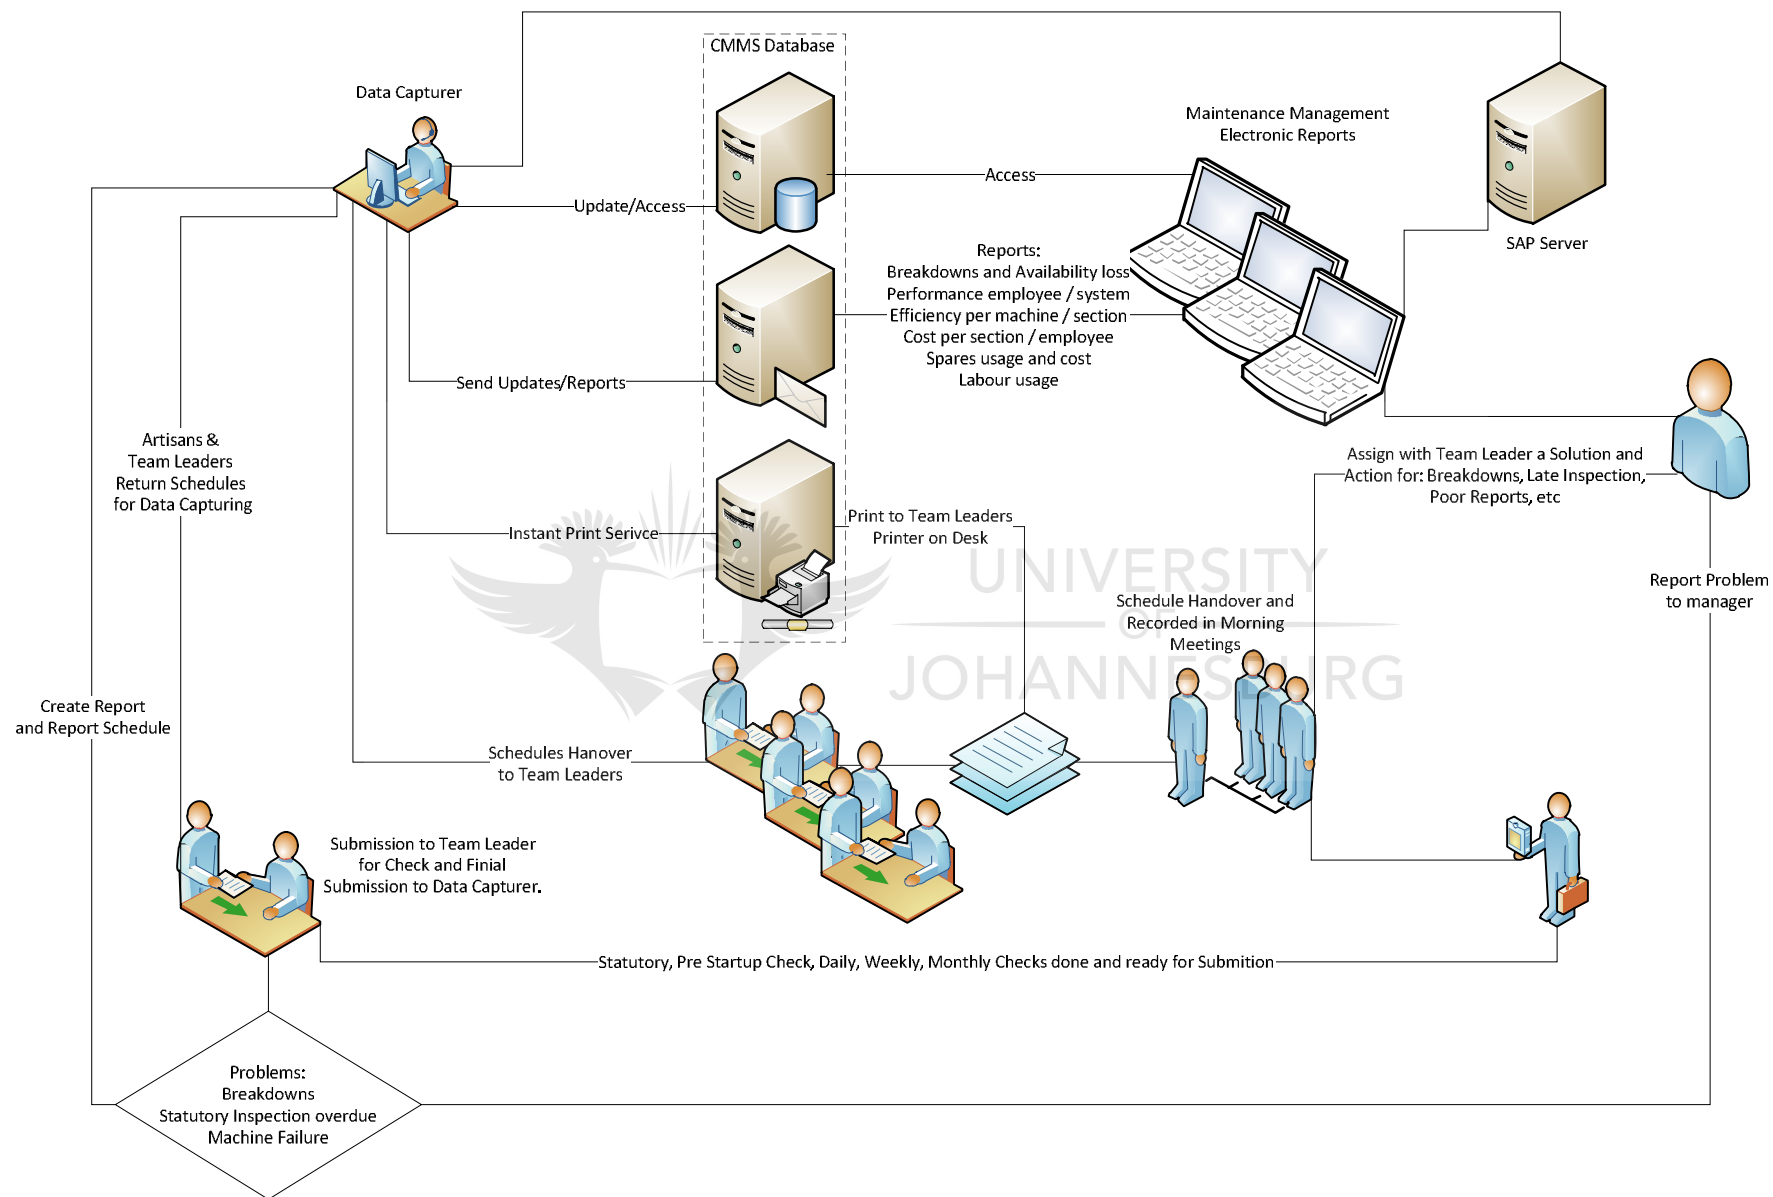 CMMS Database
Data Capturer
Maintenance Management
Electronic Reports
Access
Update/Access
SAP Server
Reports:
Breakdowns and Availability loss
Performance employee / system
Efficiency per machine / section
Cost per section / employee
Spares usage and cost
Labour usage
Send Updates/Reports
Artisans &
Team Leaders
Return Schedules
for Data Capturing
Assign with Team Leader a Solution and
Action for: Breakdowns, Late Inspection,
Poor Reports, etc
Instant Print Serivce
Print to Team Leaders
Printer on Desk
UNIVERSITY
OF
JOHANNESBURG
Report Problem
to manager
Schedule Handover and
Recorded in Morning
Meetings
Create Report
and Report Schedule
Schedules Hanover
to Team Leaders
Submission to Team Leader
for Check and Finial
Submission to Data Capturer.
Statutory, Pre Startup Check, Daily, Weekly, Monthly Checks done and ready for Submition
Problems:
Breakdowns
Statutory Inspection overdue
Machine Failure